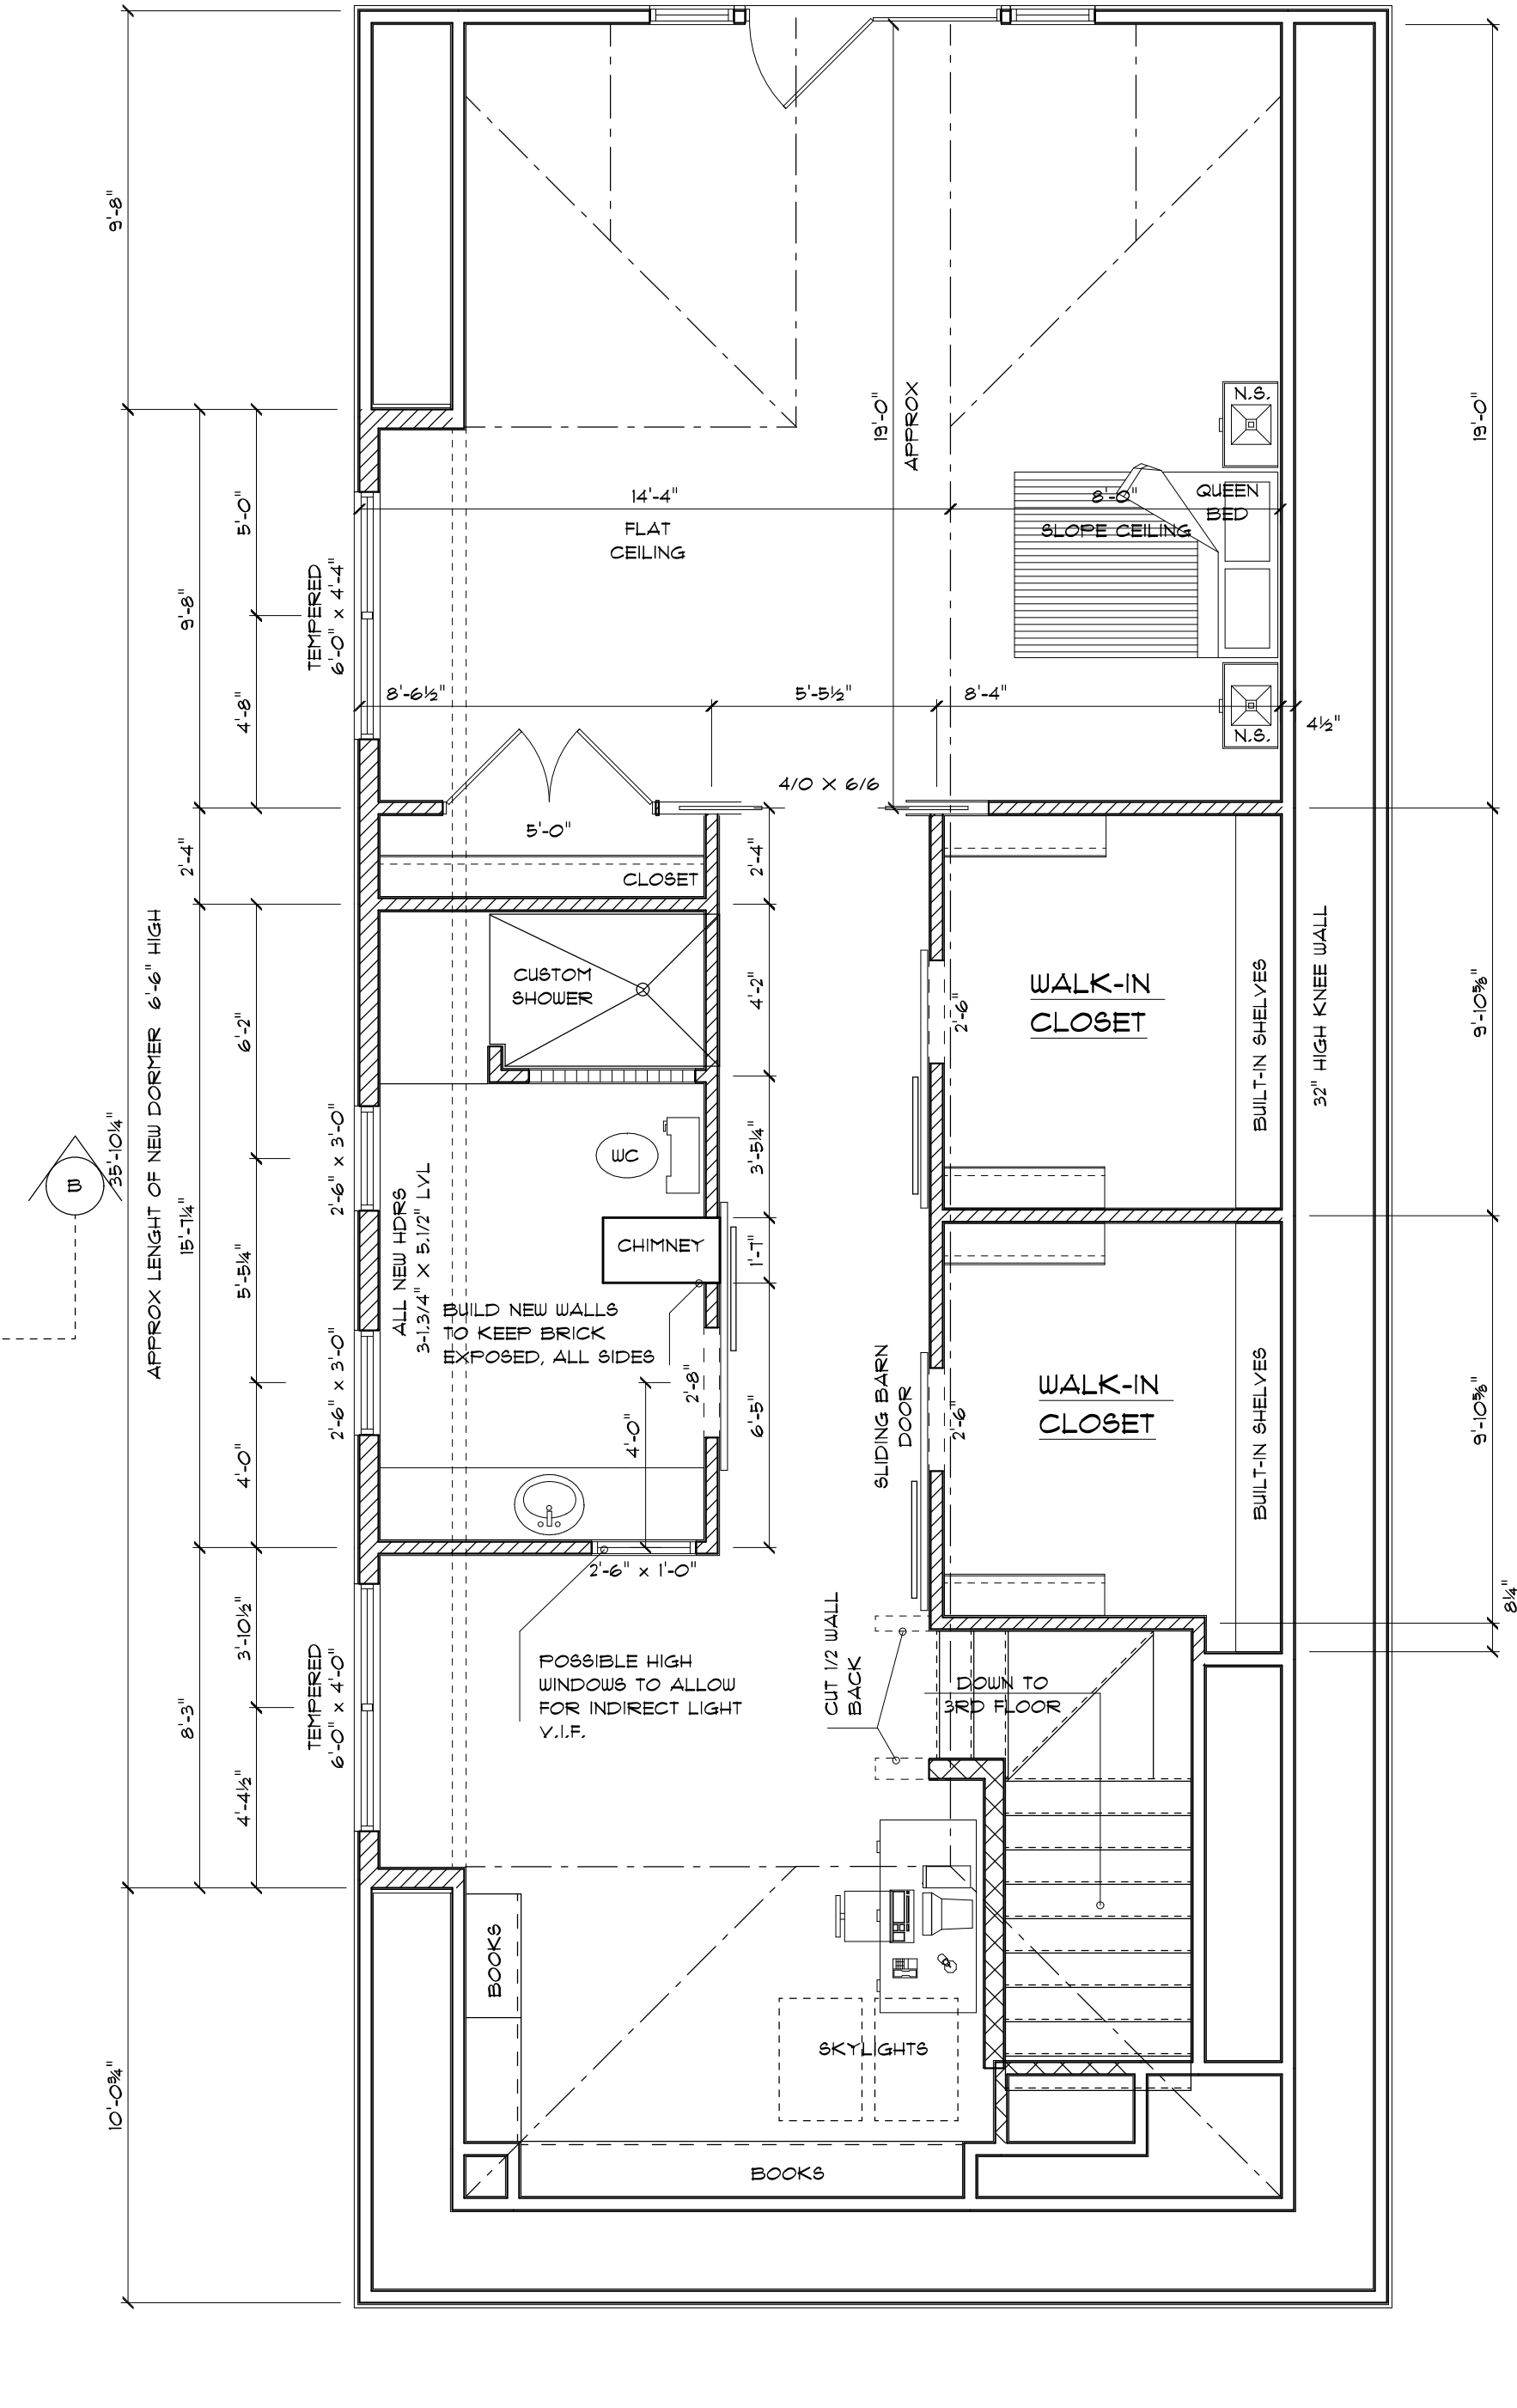 9'-8"
19'-0"
APPROX
19'-0"
N.S.
14'-4"
FLAT
CEILING
8'-0"
SLOPE CEILING
QUEEN
BED
5'-0"
TEMPERED
6'-0" x 4'-4"
9'-8"
4'-8"
8'-6½"
5'-5½"
8'-4"
4½"
N.S.
4/0 X 6/6
5'-0"
CLOSET
2'-4"
2'-4"
CUSTOM
SHOWER
4'-2"
2'-6"
WALK-IN
CLOSET
BUILT-IN SHELVES
32" HIGH KNEE WALL
9'-10⅝"
APPROX LENGHT OF NEW DORMER 6'-6" HIGH
35'-10¼"
6'-2"
2'-6" x 3'-0"
WC
3'-5¼"
B
15'-7¼"
5'-5¼"
ALL NEW HDRS
3-1.3/4" X 5.1/2" LVL
CHIMNEY
1'-7"
BUILD NEW WALLS
TO KEEP BRICK
EXPOSED, ALL SIDES
2'-6" x 3'-0"
2'-8"
4'-0"
6'-5"
4'-0"
SLIDING BARN
DOOR
2'-6"
WALK-IN
CLOSET
BUILT-IN SHELVES
9'-10⅝"
2'-6" x 1'-0"
8¼"
3'-10½"
TEMPERED
6'-0" x 4'-0"
8'-3"
4'-4½"
POSSIBLE HIGH
WINDOWS TO ALLOW
FOR INDIRECT LIGHT
V.I.F.
CUT 1/2 WALL
BACK
DOWN TO
3RD FLOOR
BOOKS
SKYLIGHTS
10'-0¾"
BOOKS